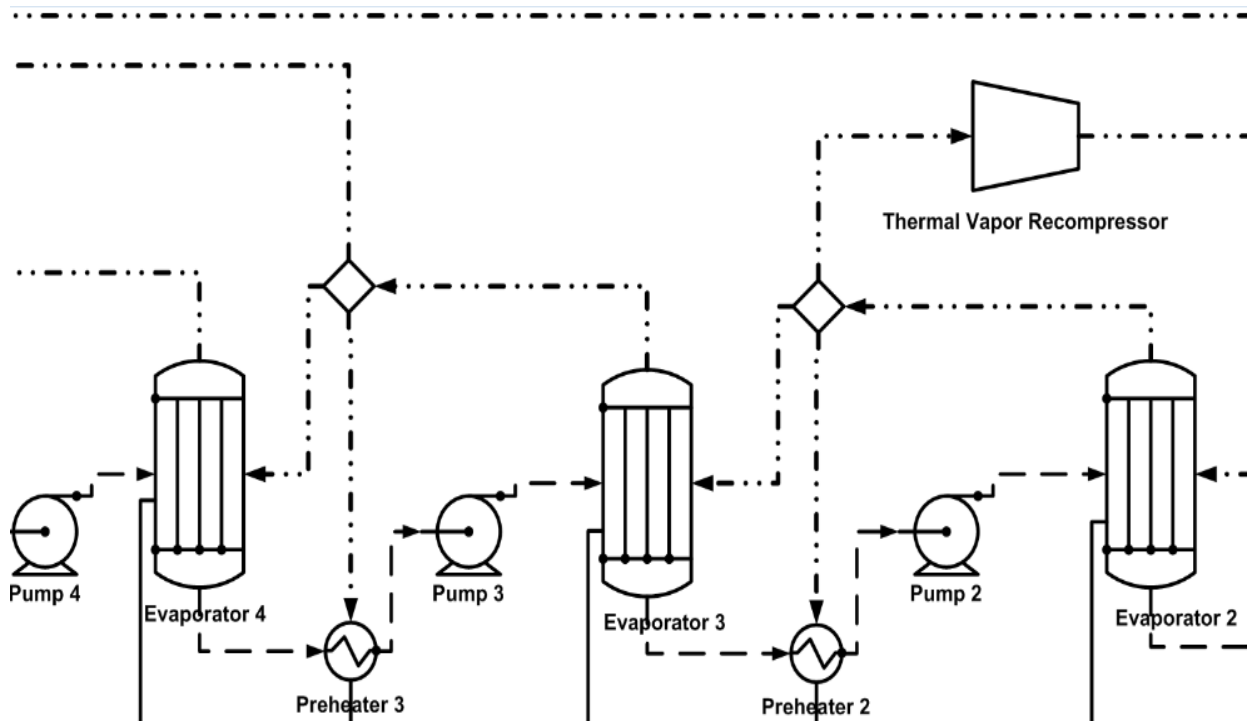 Thermal Vapor Recompressor
Pump 4
Evaporator 4
Pump 3
Evaporator 3
Pump 2
Evaporator 2
Preheater 3
Preheater 2